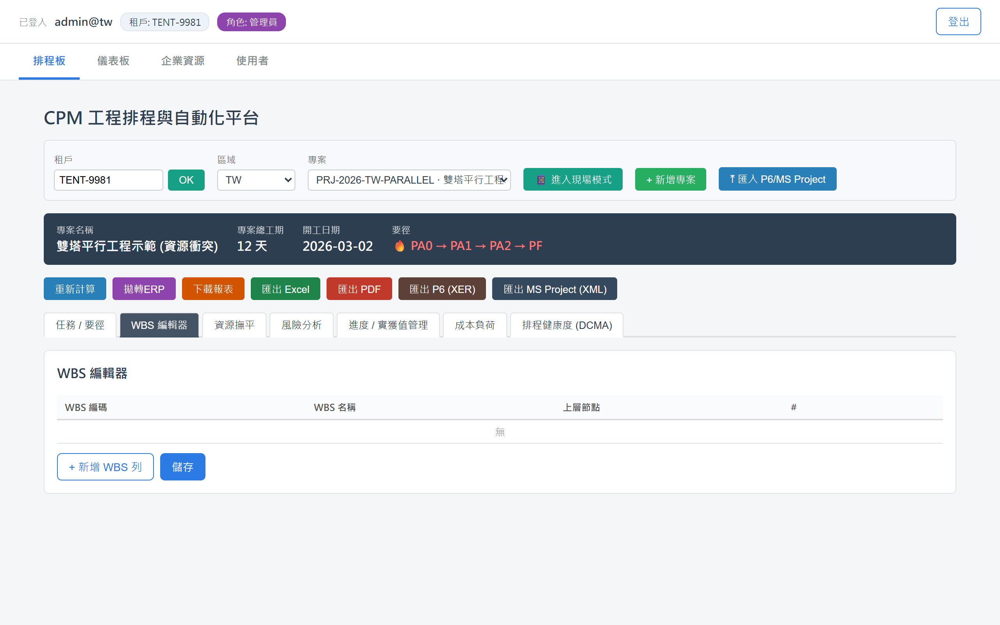 已登入 admin@tw 租戶: TENT-9981 角色: 管理員 登出
排程板 儀表板 企業資源 使用者
CPM 工程排程與自動化平台
租戶 區域 專案
TENT-9981 OK TW PRJ-2026-TW-PARALLEL · 雙塔平行工程 進入現場模式 + 新增專案 ⤒ 匯入 P6/MS Project
專案名稱 專案總工期 開工日期 要徑
雙塔平行工程示範 (資源衝突) 12 天 2026-03-02 🔥 PA0 → PA1 → PA2 → PF
重新計算 拋轉ERP 下載報表 匯出 Excel 匯出 PDF 匯出 P6 (XER) 匯出 MS Project (XML)
任務 / 要徑 WBS 編輯器 資源撫平 風險分析 進度 / 實獲值管理 成本負荷 排程健康度 (DCMA)
WBS 編輯器
WBS 編碼 WBS 名稱 上層節點 #
無
+ 新增 WBS 列 儲存